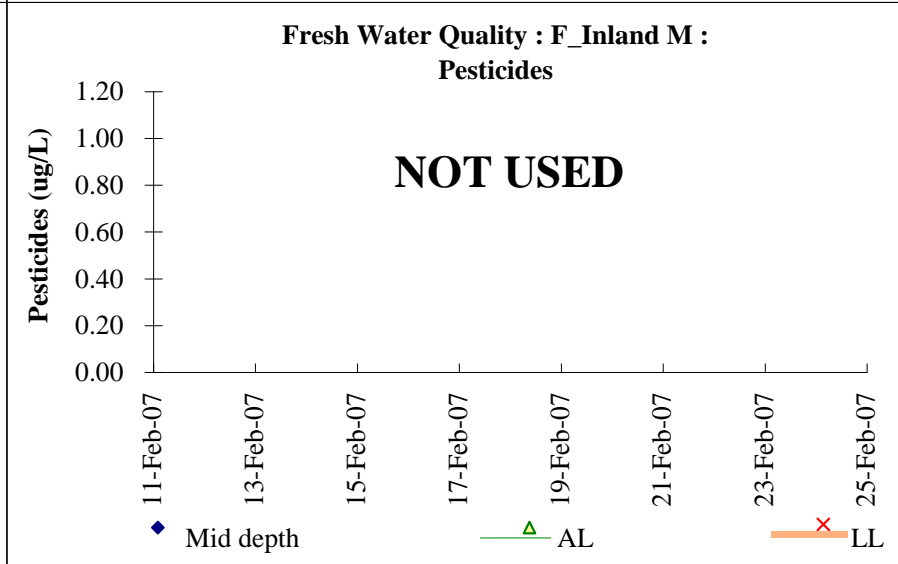 Fresh Water Quality : F_Inland M :
Pesticides
Pesticides (ug/L)
1.20
1.00
0.80
0.60
0.40
0.20
0.00
NOT USED
11-Feb-07
13-Feb-07
15-Feb-07
17-Feb-07
19-Feb-07
21-Feb-07
23-Feb-07
25-Feb-07
Mid depth
AL
LL